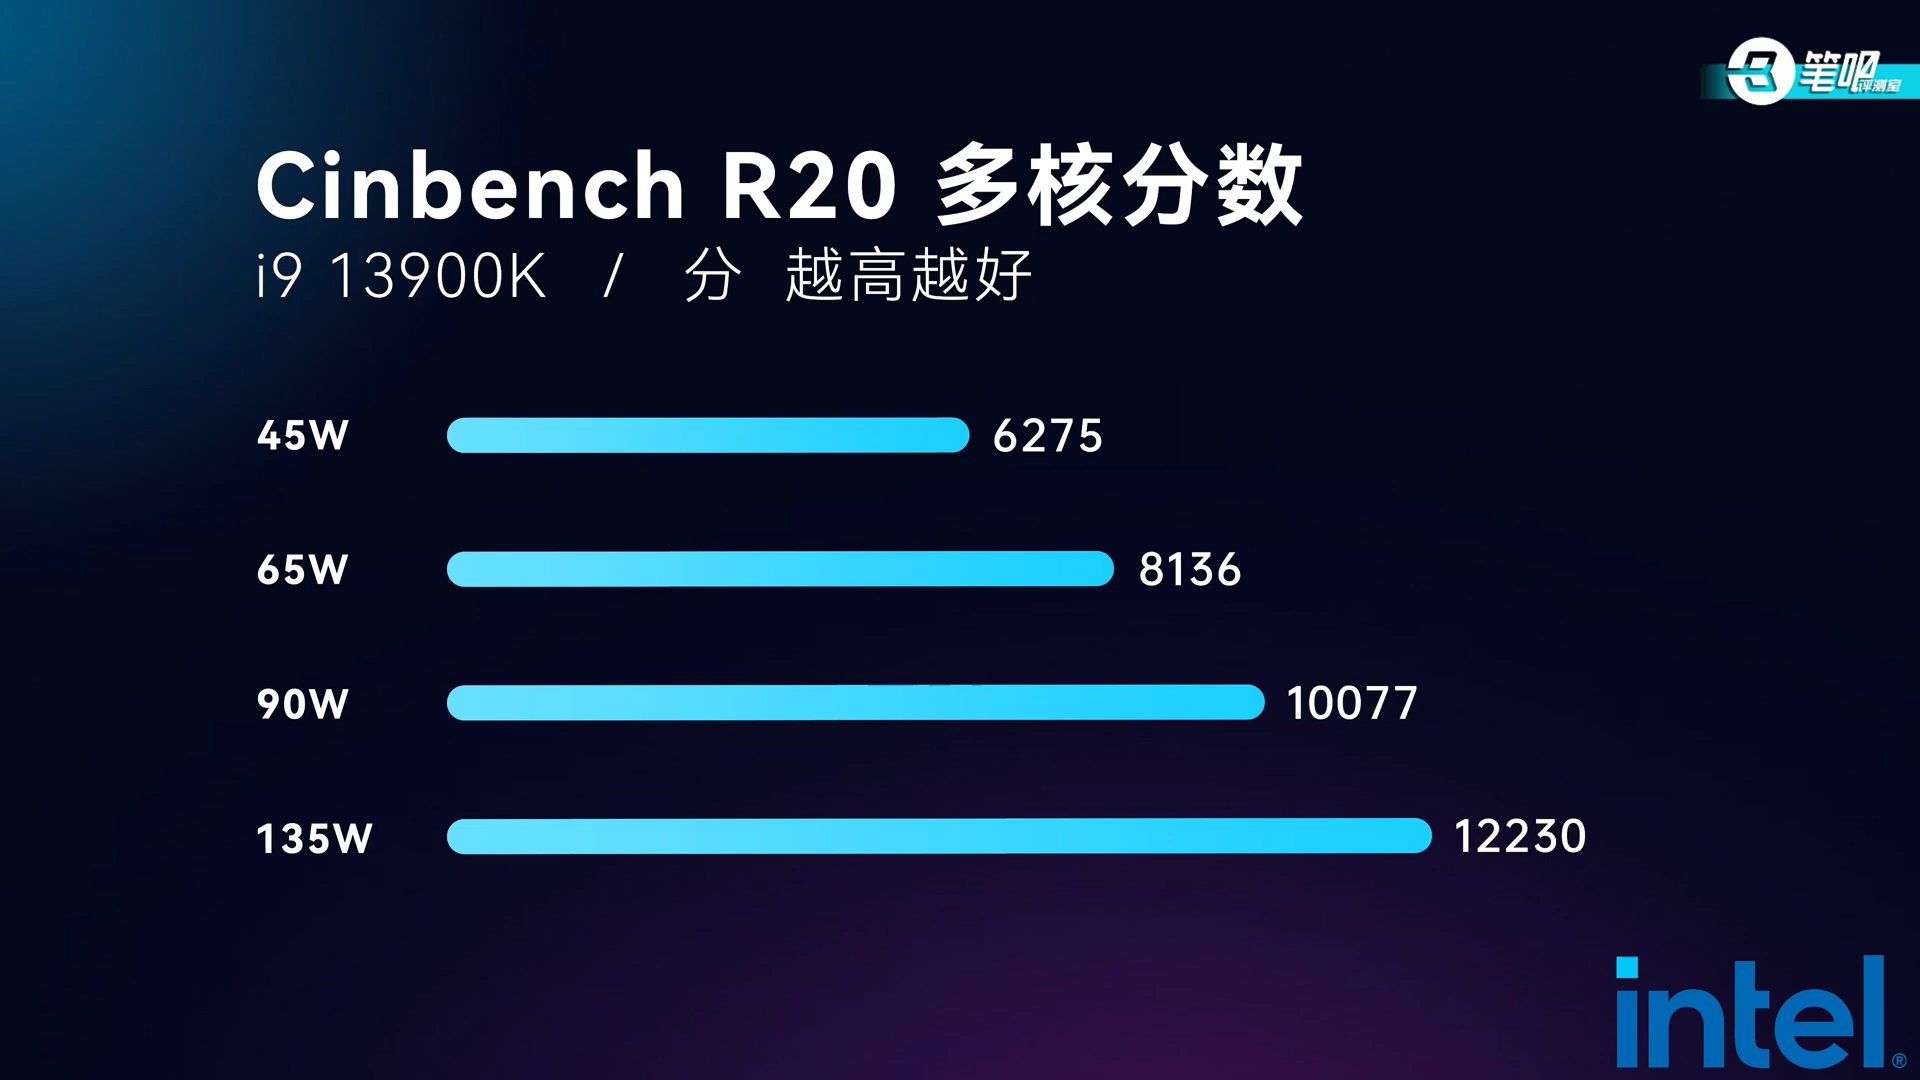 笔吧评测室
Cinbench R20 多核分数
i9 13900K / 分 越高越好
45W 6275
65W 8136
90W 10077
135W 12230
intel®